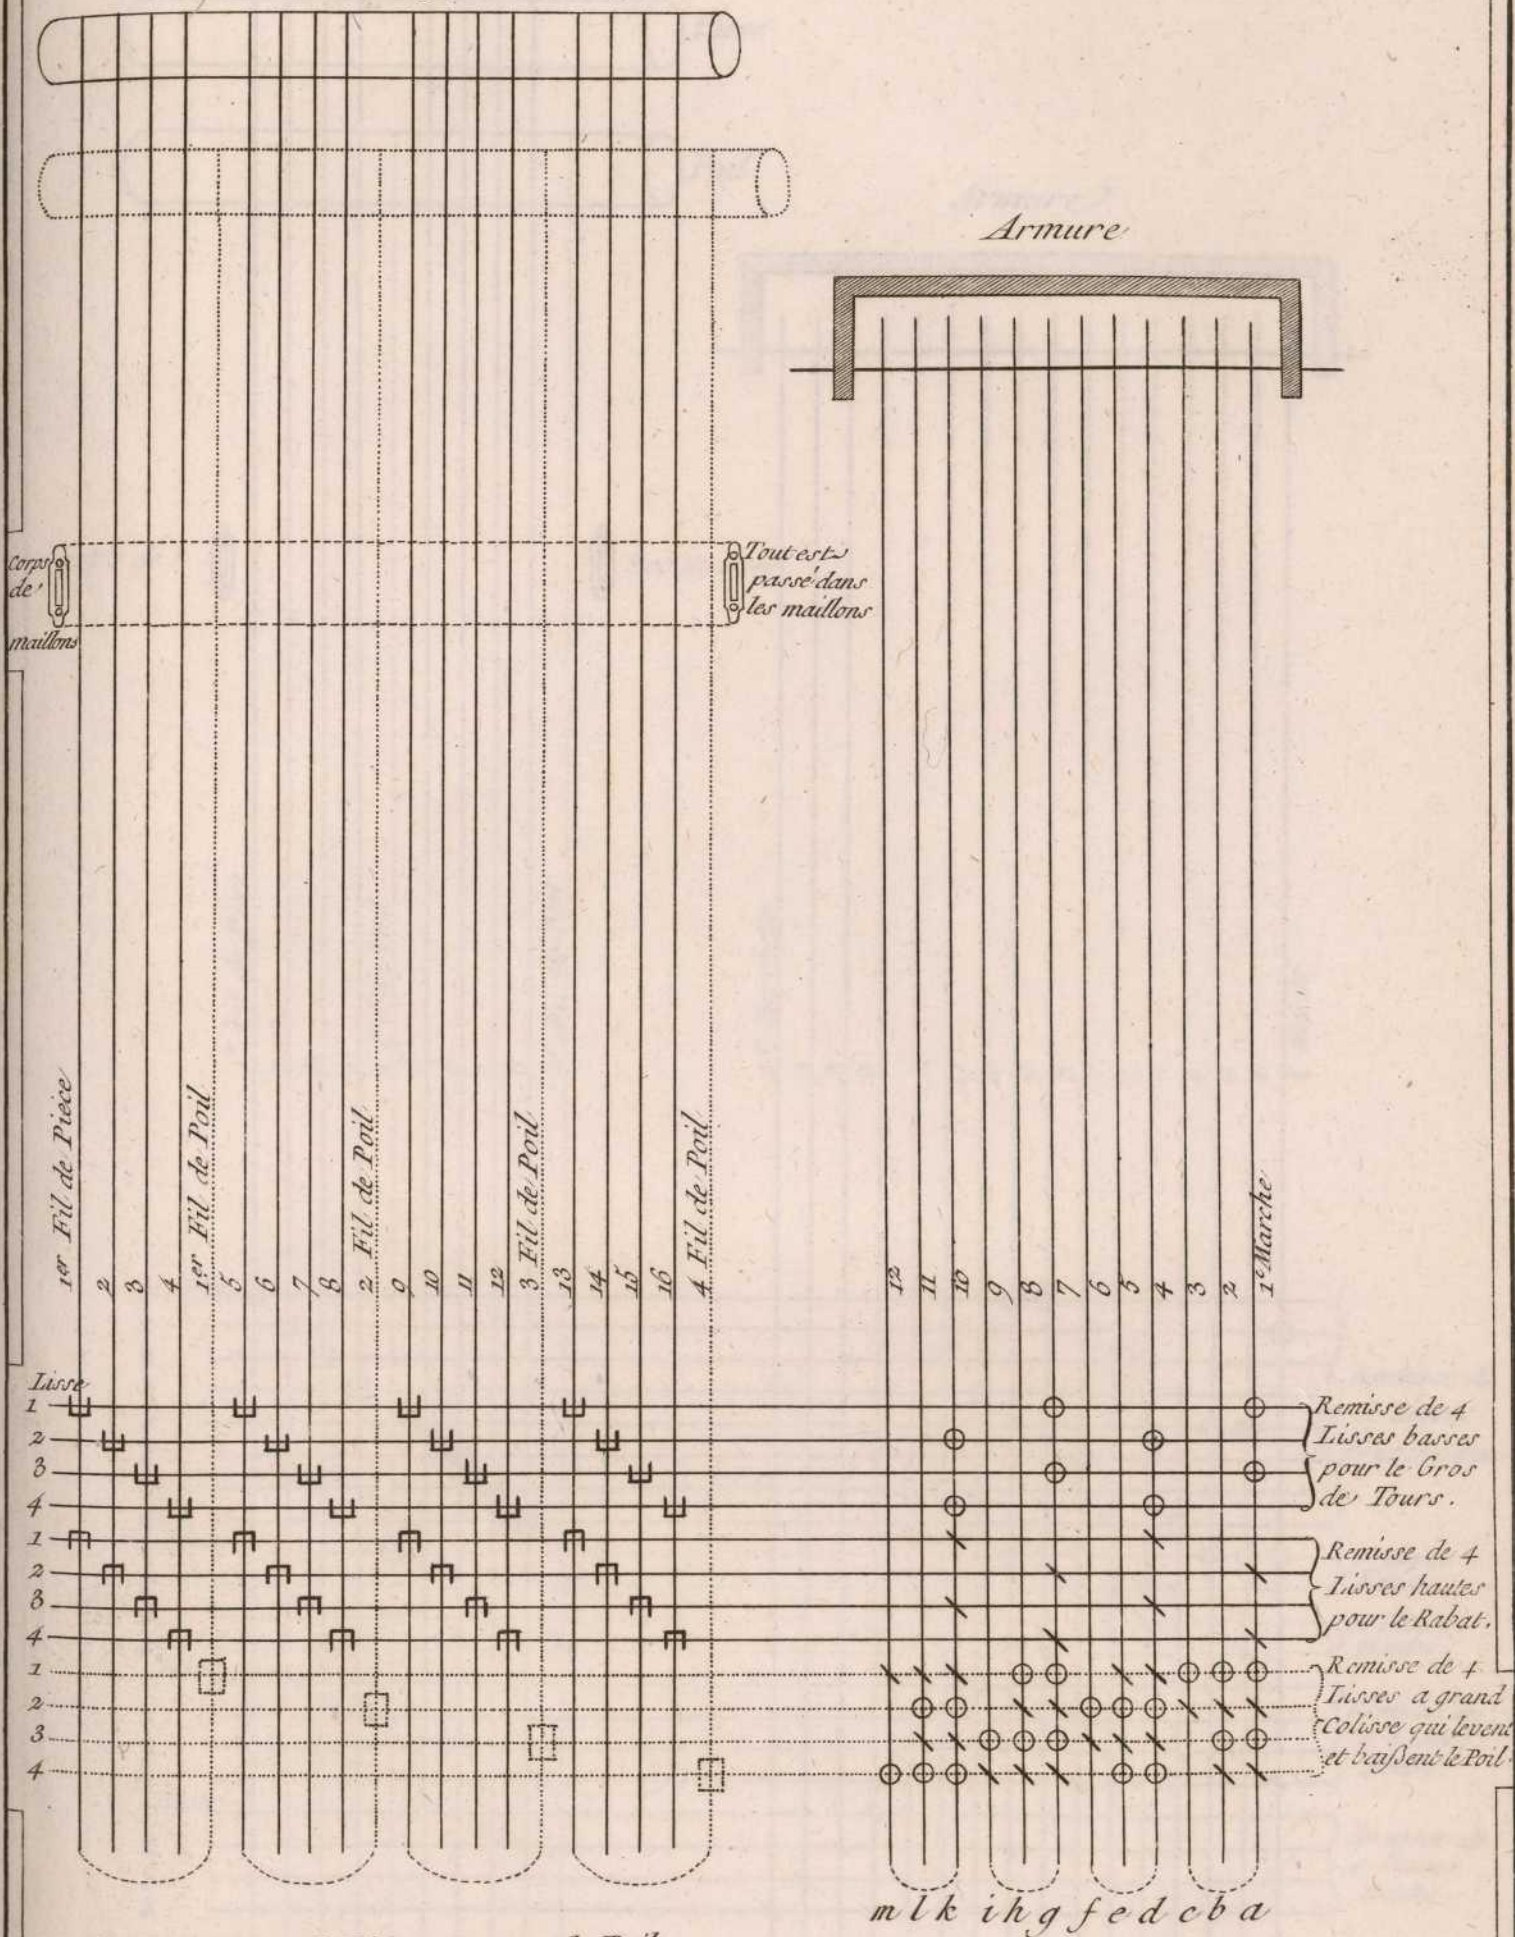 Armure
Corps
de
maillons
Tout est
passé dans
les maillons
1er Fil de Piece
2
3
4
1er Fil de Poil
5
6
7
8
2 Fil de Poil
9
10
11
12
3 Fil de Poil
13
14
15
16
4 Fil de Poil
12
11
10
9
8
7
6
5
4
3
2
1e Marche
Lisse
1
2
3
4
1
2
3
4
1
2
3
4
Remisse de 4
Lisses basses
pour le Gros
de Tours.
Remisse de 4
Lisses hautes
pour le Rabat.
Remisse de 4
Lisses a grand
Colisse qui levent
et baissent le Poil
m l k i h g f e d c b a